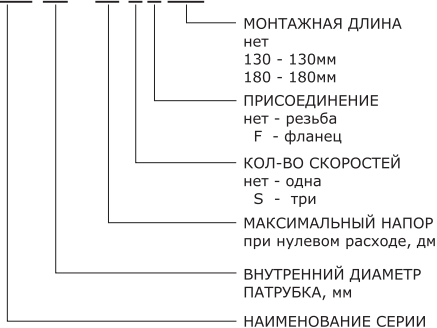 МОНТАЖНАЯ ДЛИНА
нет
130 - 130мм
180 - 180мм
ПРИСОЕДИНЕНИЕ
нет - резьба
F - фланец
КОЛ-ВО СКОРОСТЕЙ
нет - одна
S - три
МАКСИМАЛЬНЫЙ НАПОР
при нулевом расходе, дм
ВНУТРЕННИЙ ДИАМЕТР
ПАТРУБКА, мм
НАИМЕНОВАНИЕ СЕРИИ